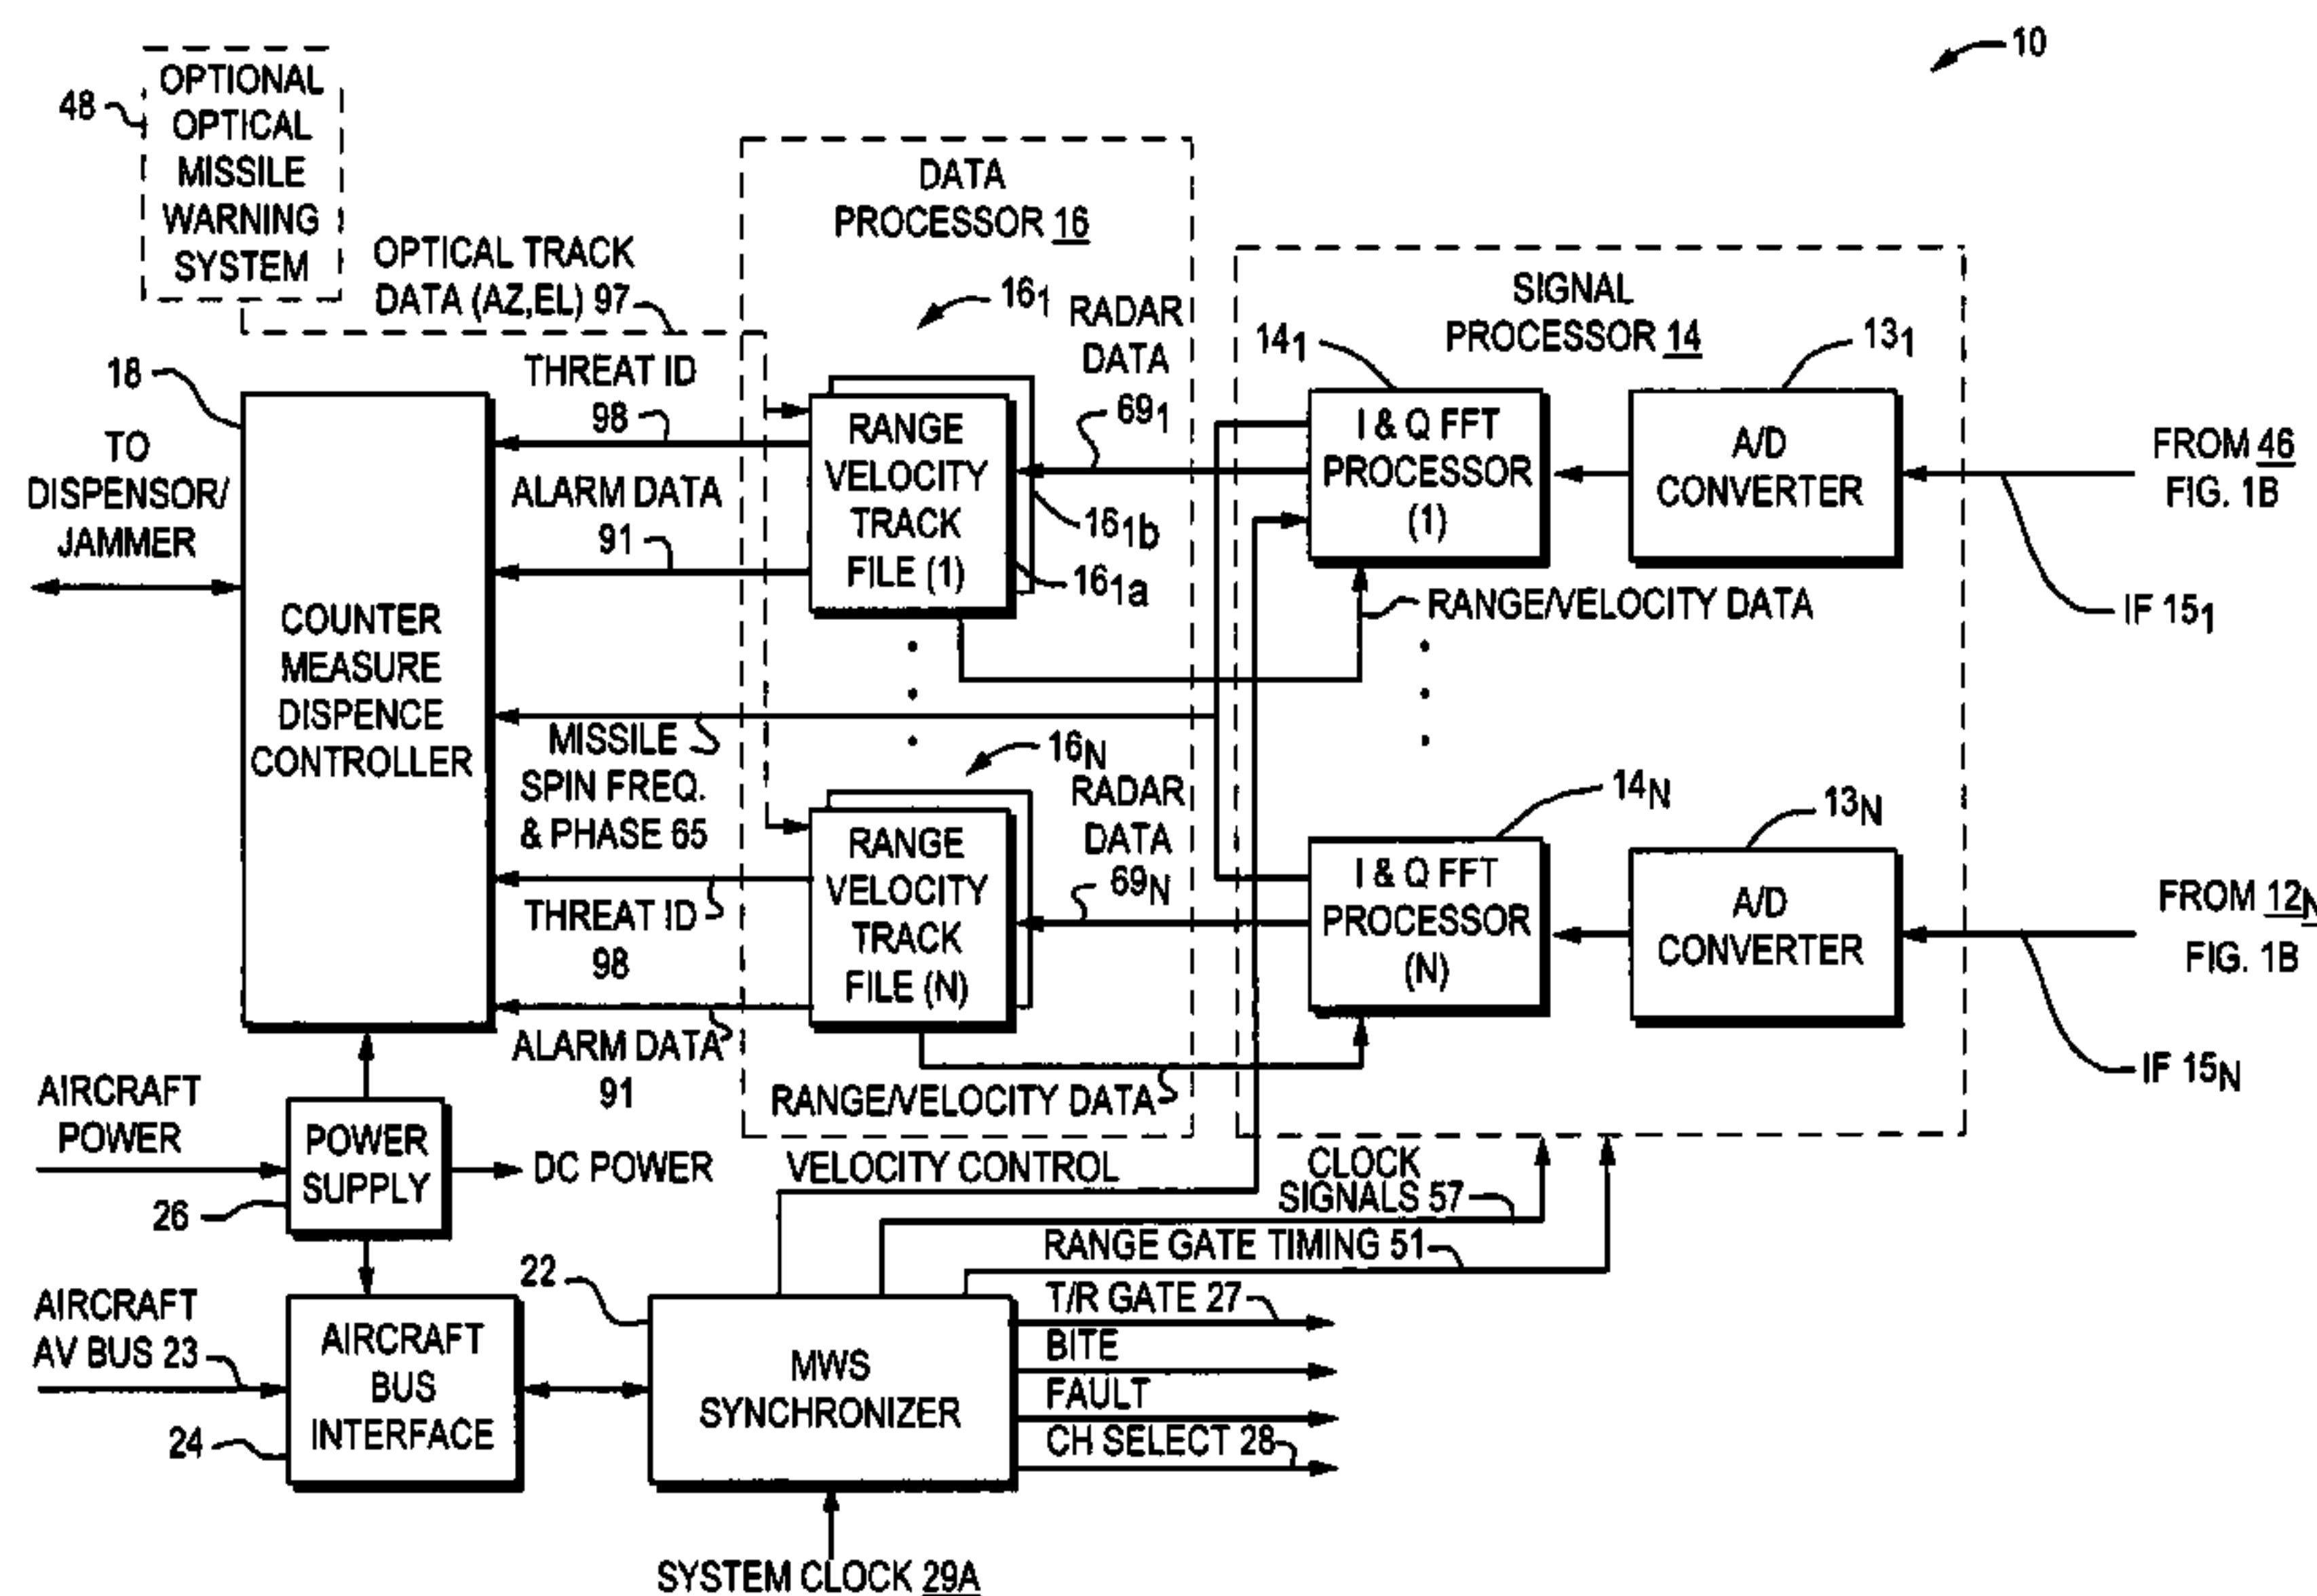 10
OPTIONAL
OPTICAL
MISSILE
WARNING
SYSTEM
48
OPTICAL TRACK
DATA (AZ,EL) 97
DATA
PROCESSOR 16
16₁
RADAR
DATA
69₁
SIGNAL
PROCESSOR 14
14₁
13₁
18
TO
DISPENSOR/
JAMMER
COUNTER
MEASURE
DISPENCE
CONTROLLER
THREAT ID
98
ALARM DATA
91
RANGE
VELOCITY
TRACK
FILE (1)
16₁b
16₁a
I & Q FFT
PROCESSOR
(1)
A/D
CONVERTER
FROM 46
FIG. 1B
IF 15₁
RANGE/VELOCITY DATA
MISSILE
SPIN FREQ.
& PHASE 65
16N
RADAR
DATA
69N
14N
13N
RANGE
VELOCITY
TRACK
FILE (N)
I & Q FFT
PROCESSOR
(N)
A/D
CONVERTER
FROM 12N
FIG. 1B
IF 15N
THREAT ID
98
ALARM DATA
91
RANGE/VELOCITY DATA
AIRCRAFT
POWER
POWER
SUPPLY
26
DC POWER
VELOCITY CONTROL
CLOCK
SIGNALS 57
RANGE GATE TIMING 51
T/R GATE 27
BITE
FAULT
CH SELECT 28
22
AIRCRAFT
AV BUS 23
24
AIRCRAFT
BUS
INTERFACE
MWS
SYNCHRONIZER
SYSTEM CLOCK 29A